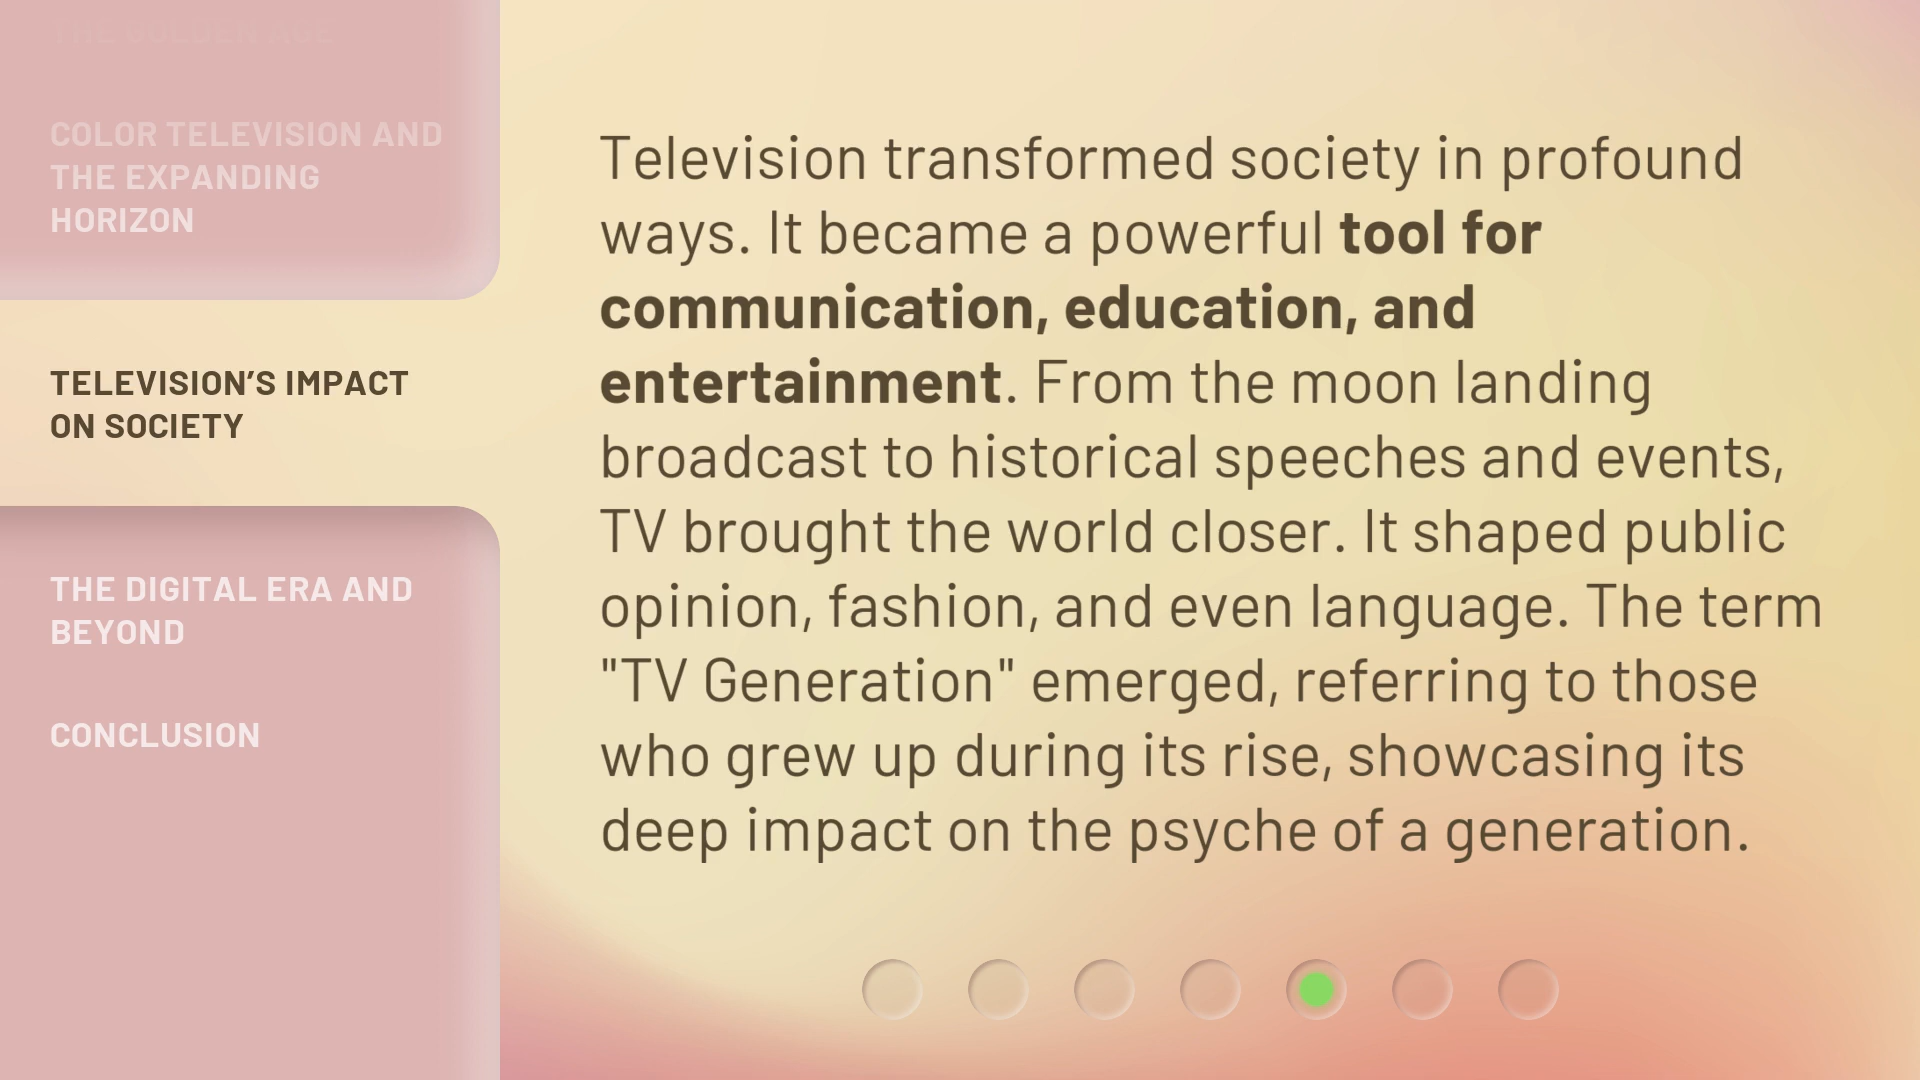 THE GOLDEN AGE
COLOR TELEVISION AND
THE EXPANDING
HORIZON
TELEVISION’S IMPACT
ON SOCIETY
THE DIGITAL ERA AND
BEYOND
CONCLUSION
Television transformed society in profound
ways. It became a powerful tool for
communication, education, and
entertainment. From the moon landing
broadcast to historical speeches and events,
TV brought the world closer. It shaped public
opinion, fashion, and even language. The term
"TV Generation" emerged, referring to those
who grew up during its rise, showcasing its
deep impact on the psyche of a generation.